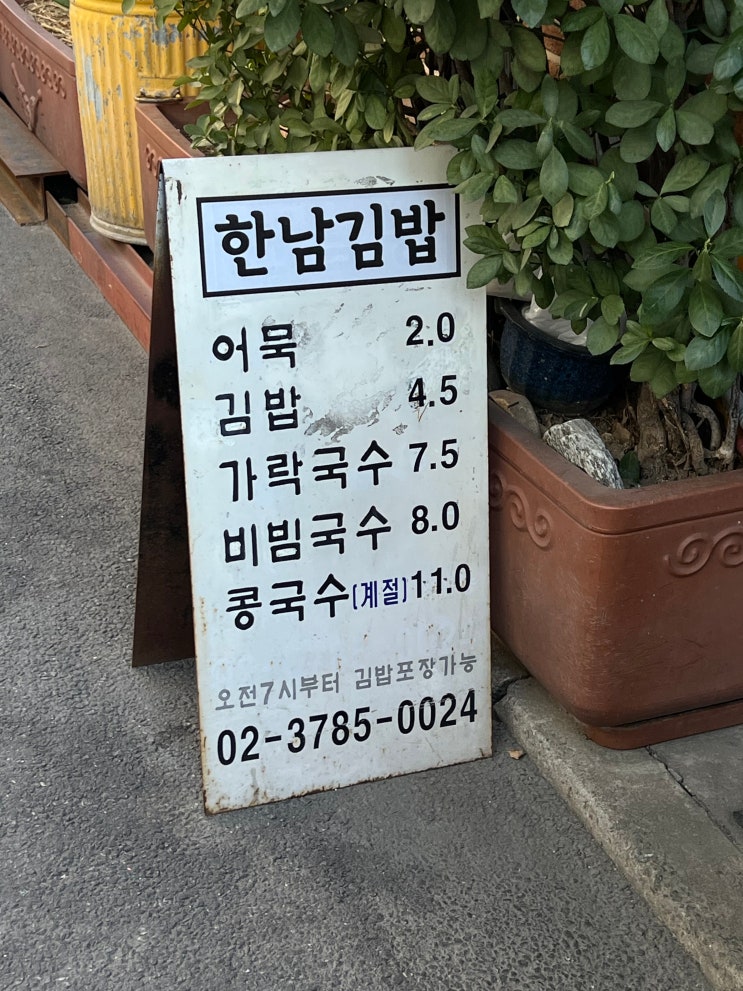 한남김밥
어묵 2.0
김밥 4.5
가락국수 7.5
비빔국수 8.0
콩국수(계절) 11.0
오전7시부터 김밥포장가능
02-3785-0024